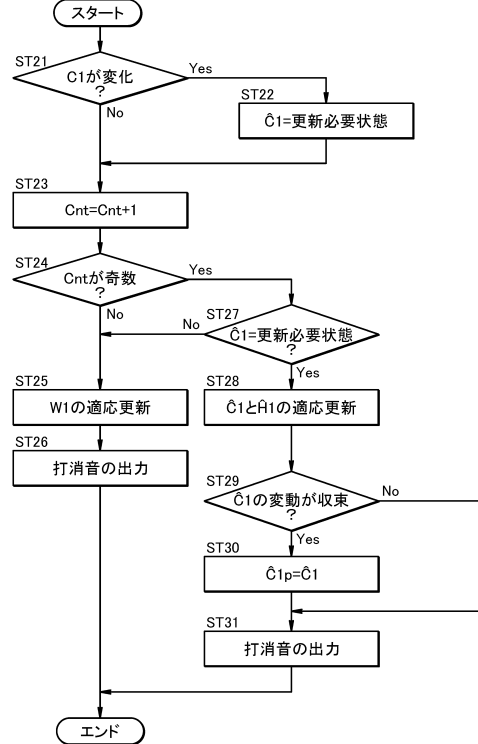 スタート
ST21
C1が変化
?
Yes
No
ST22
Ĉ1=更新必要状態
ST23
Cnt=Cnt+1
ST24
Cntが奇数
?
Yes
No
ST27
Ĉ1=更新必要状態
?
No
Yes
ST25
W1の適応更新
ST28
Ĉ1とĤ1の適応更新
ST26
打消音の出力
ST29
Ĉ1の変動が収束
?
No
Yes
ST30
Ĉ1p=Ĉ1
ST31
打消音の出力
エンド